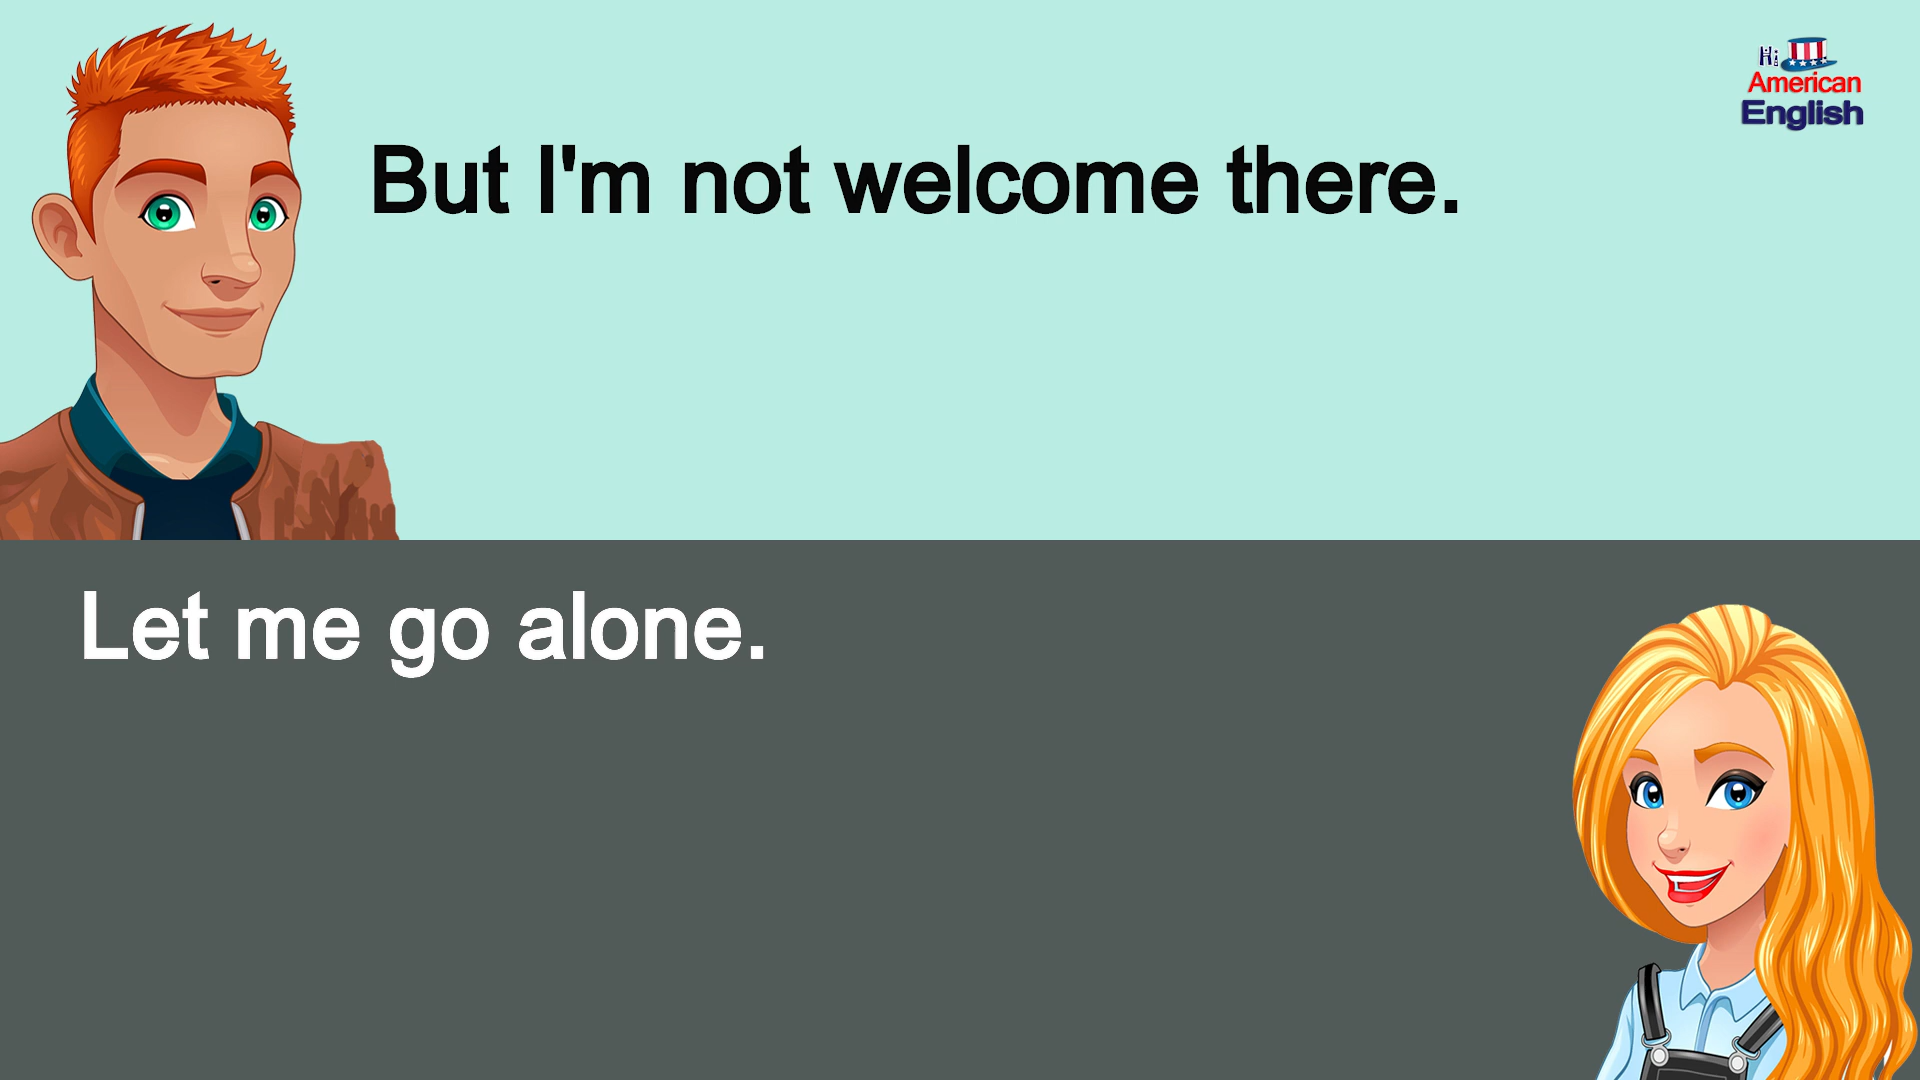 Hi
American
English
But I'm not welcome there.
Let me go alone.